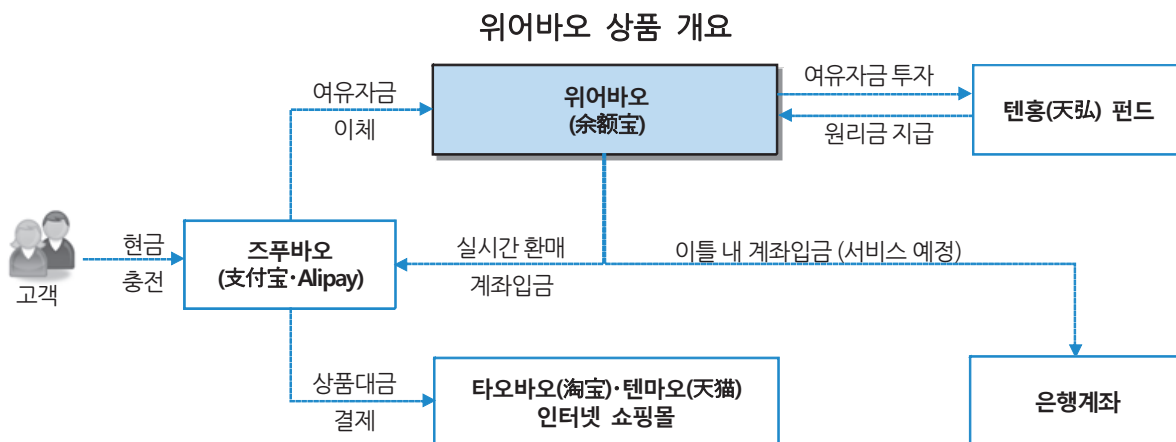 위어바오 상품 개요
여유자금
이체
위어바오
(余额宝)
여유자금 투자
원리금 지급
텐홍(天弘) 펀드
고객
현금
충전
즈푸바오
(支付宝·Alipay)
실시간 환매
계좌입금
이틀 내 계좌입금 (서비스 예정)
상품대금
결제
타오바오(淘宝)·텐마오(天猫)
인터넷 쇼핑몰
은행계좌